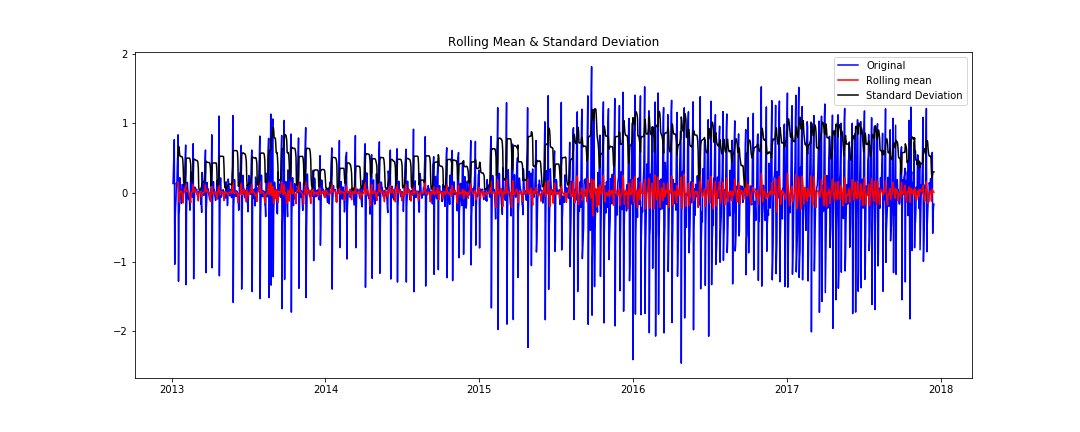 Rolling Mean & Standard Deviation
Original
Rolling mean
Standard Deviation
2
1
0
−1
−2
2013 2014 2015 2016 2017 2018